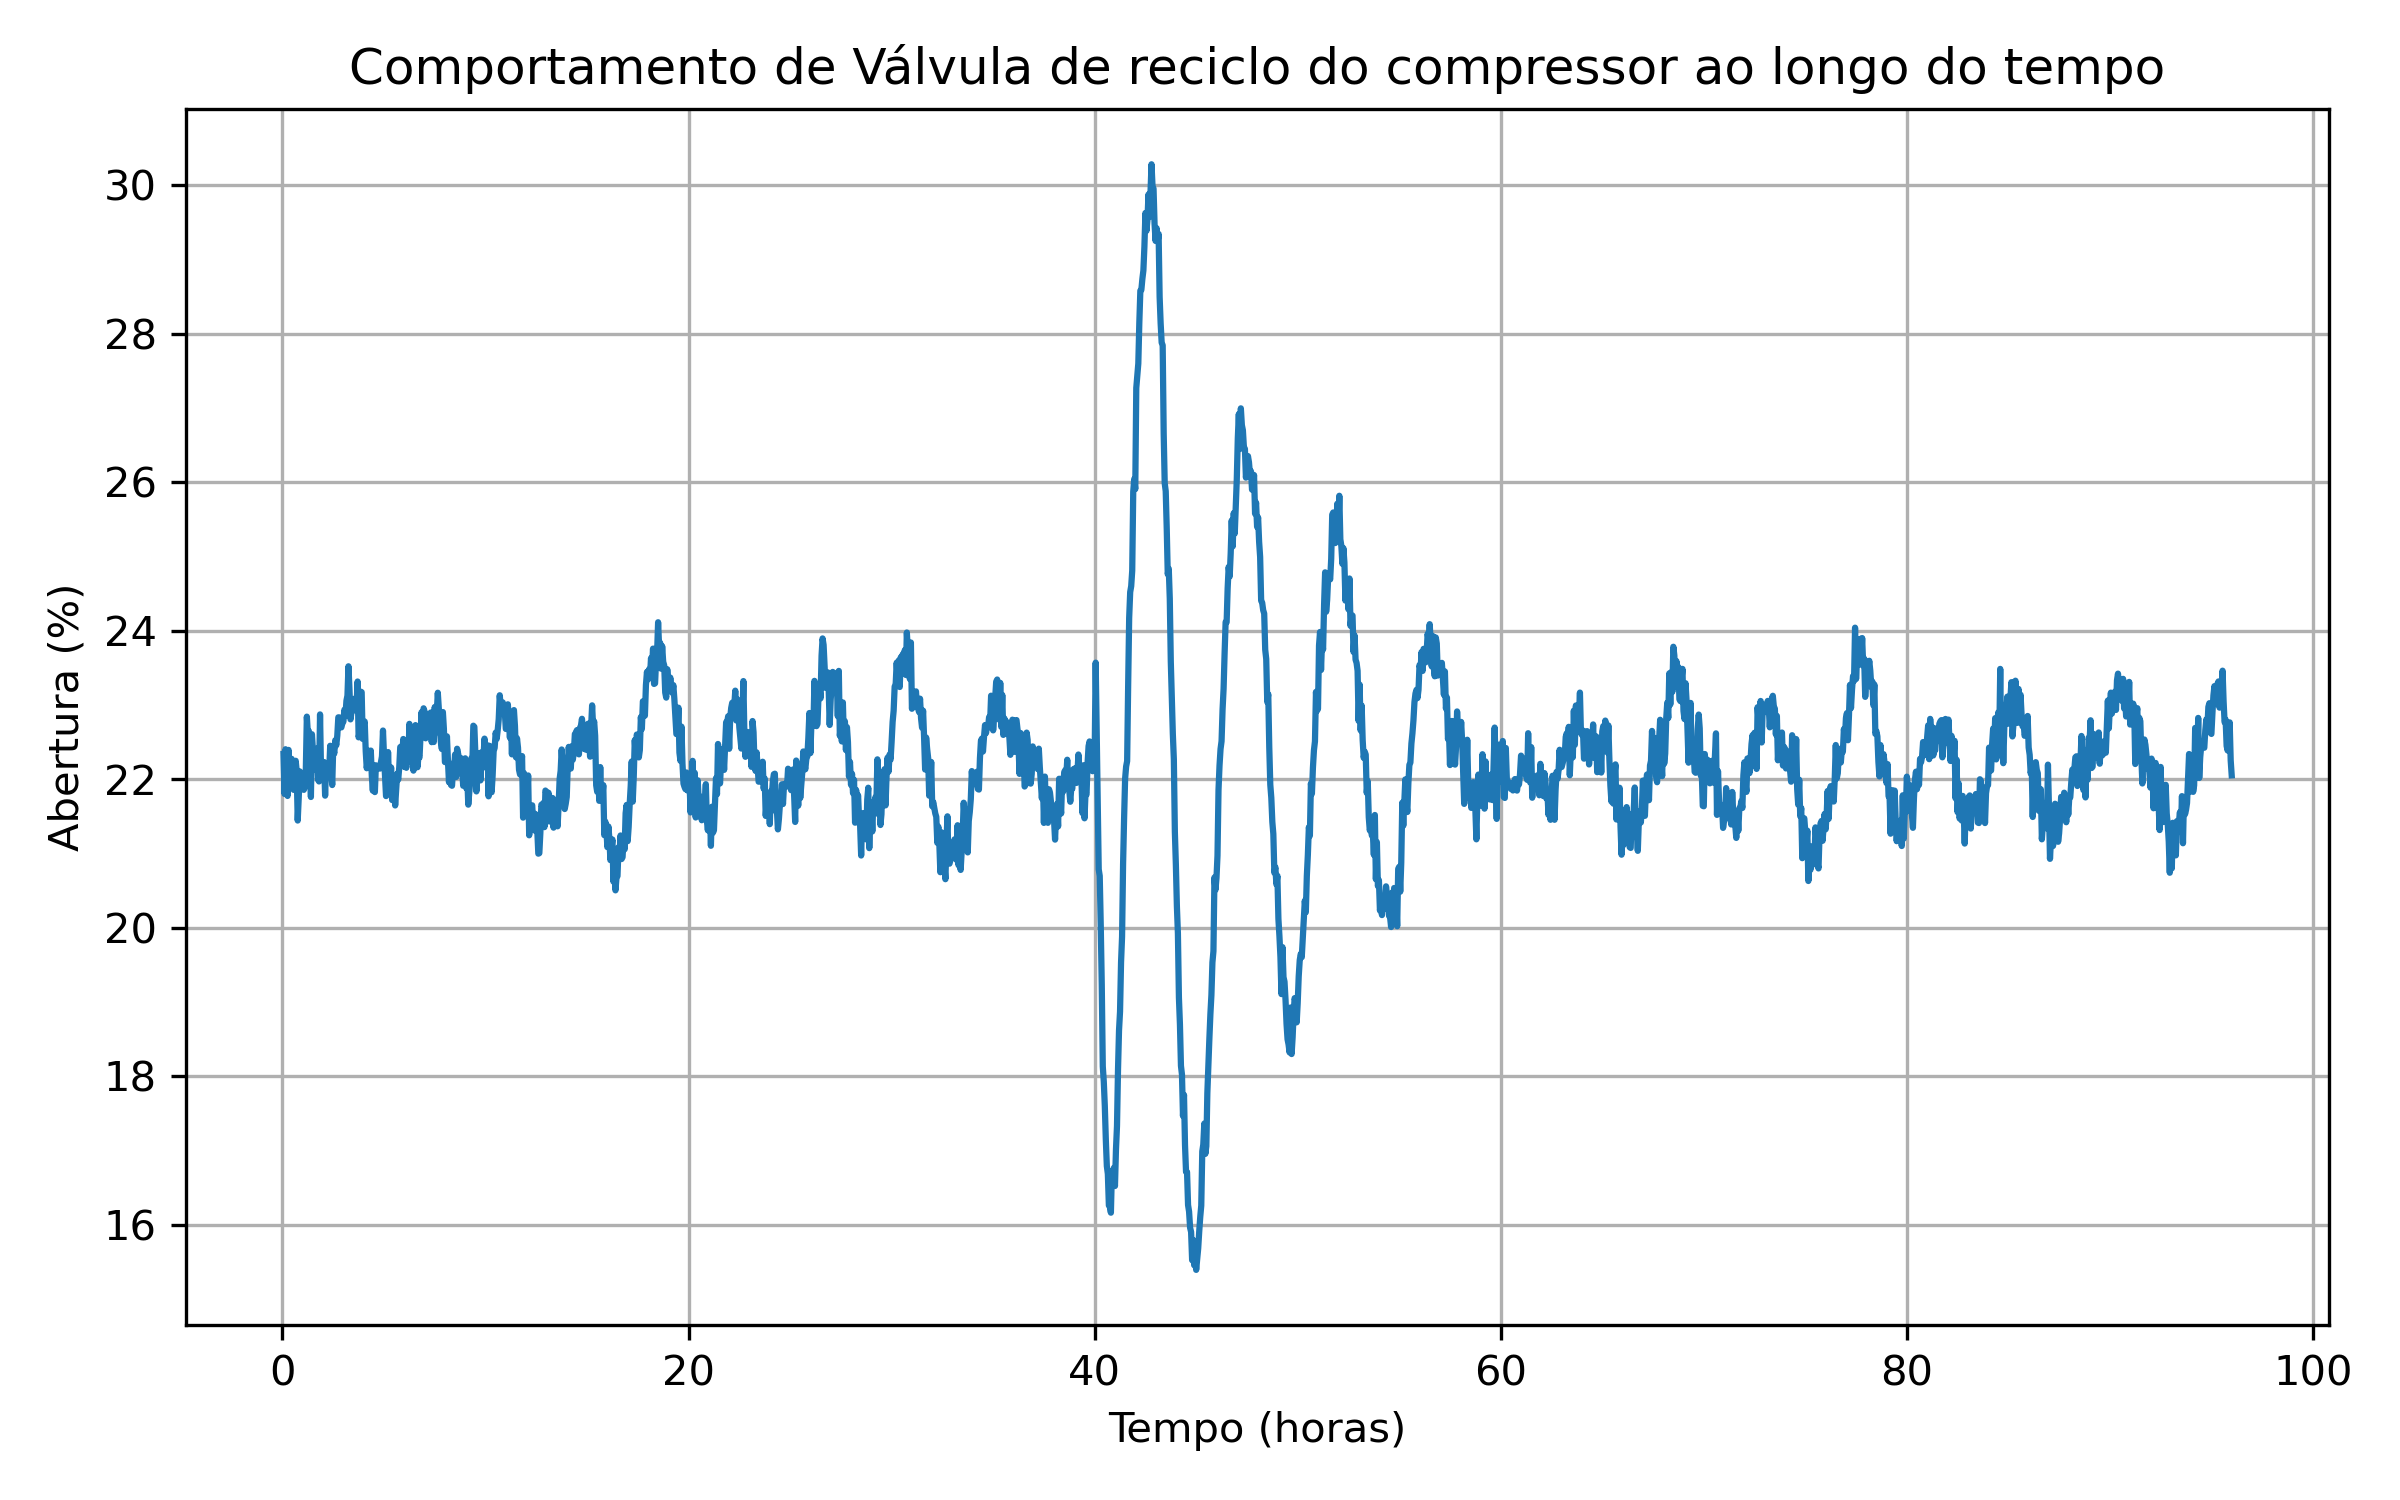 Comportamento de Válvula de reciclo do compressor ao longo do tempo
Abertura (%)
30
28
26
24
22
20
18
16
0 20 40 60 80 100
Tempo (horas)